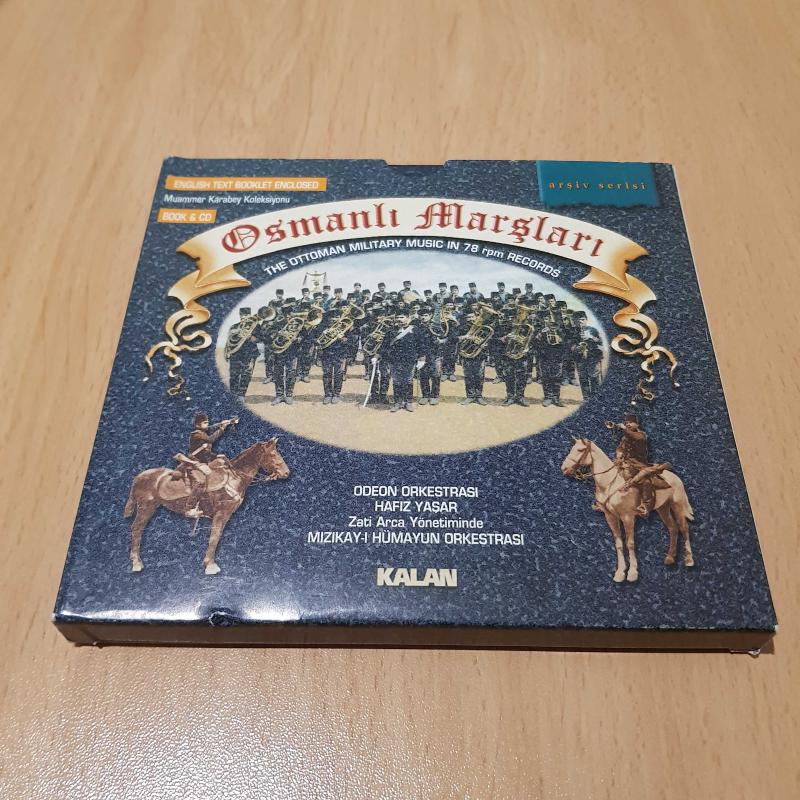 ENGLISH TEXT BOOKLET ENCLOSED
arşiv serisi
Muammer Karabey Koleksiyonu
BOOK & CD
Osmanlı Marşları
THE OTTOMAN MILITARY MUSIC IN 78 rpm RECORDS
ODEON ORKESTRASI
HAFIZ YAŞAR
Zati Arca Yönetiminde
MIZIKAY-I HÜMAYUN ORKESTRASI
KALAN